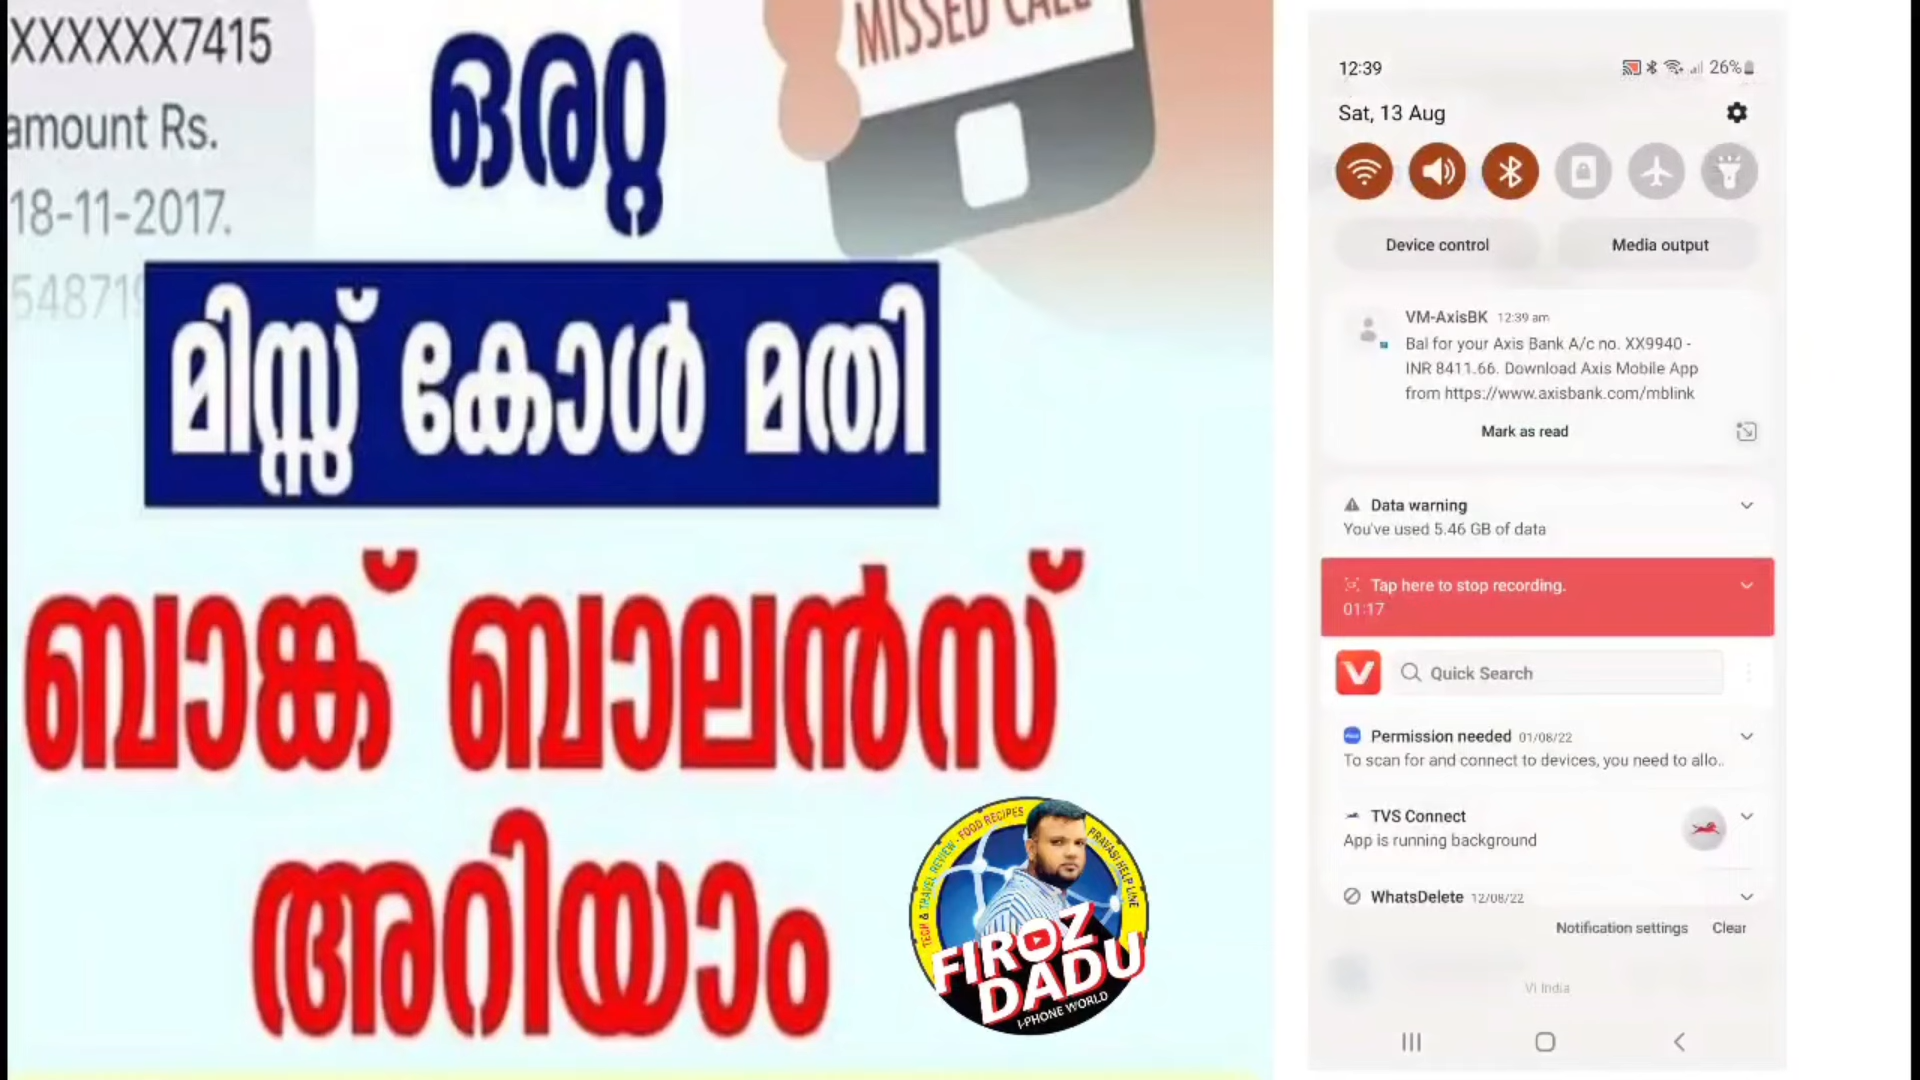 XXXXXX7415
amount Rs.
18-11-2017.
548719
MISSED CALL
ഒരറ്റ
മിസ്സ് കോൾ മതി
ബാങ്ക് ബാലൻസ്
അറിയാം
TECH & TRAVEL REVIEW - FOOD RECIPES
PRAVASI HELP LINE
FIROZ
DADU
I-PHONE WORLD
12:39
26%
Sat, 13 Aug
Device control
Media output
VM-AxisBK 12:39 am
Bal for your Axis Bank A/c no. XX9940 -
INR 8411.66. Download Axis Mobile App
from https://www.axisbank.com/mblink
Mark as read
Data warning
You've used 5.46 GB of data
Tap here to stop recording.
01:17
Quick Search
Permission needed 01/08/22
To scan for and connect to devices, you need to allo..
TVS Connect
App is running background
WhatsDelete 12/08/22
Notification settings
Clear
Vi India